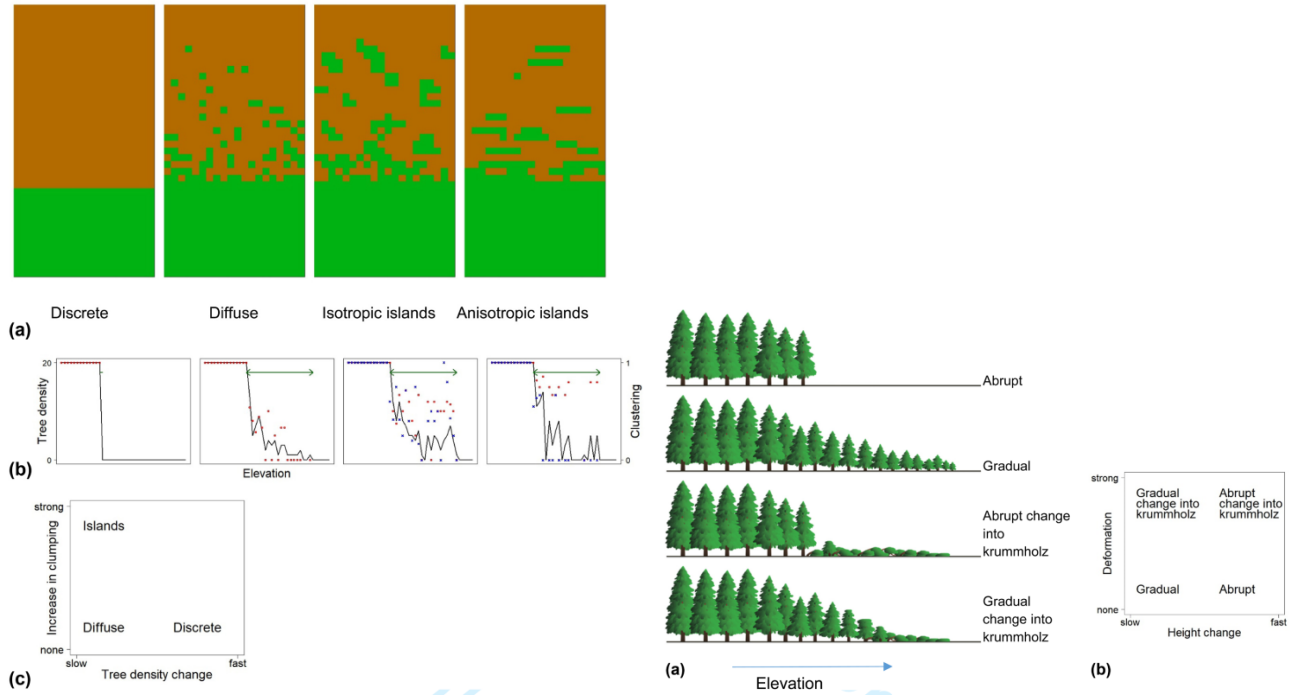 Discrete
Diffuse
Isotropic islands
Anisotropic islands
(a)
20
0
Tree density
1
0
Clustering
Elevation
(b)
strong
none
Increase in clumping
Islands
Diffuse
Discrete
slow
fast
Tree density change
(c)
Abrupt
Gradual
Abrupt change
into
krummholz
Gradual
change into
krummholz
(a)
Elevation
strong
none
Deformation
Gradual
change into
krummholz
Abrupt
change into
krummholz
Gradual
Abrupt
slow
fast
Height change
(b)